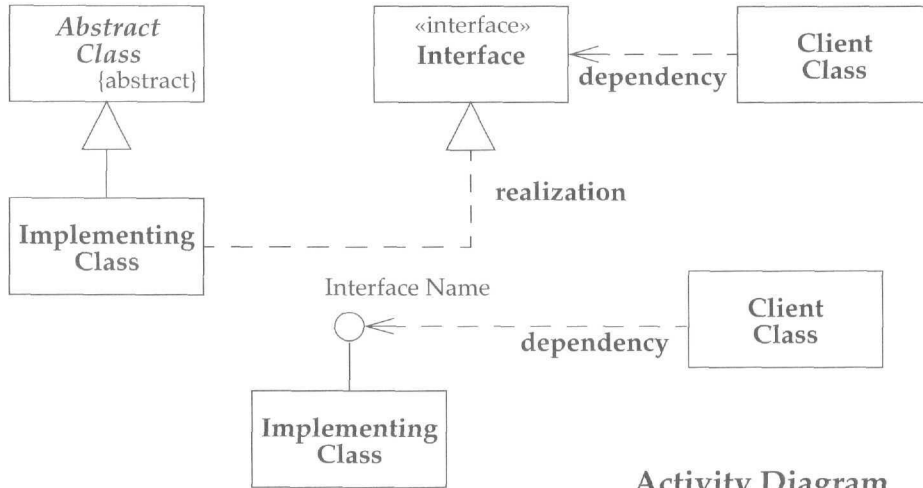 Abstract
Class
{abstract}
«interface»
Interface
Client
Class
dependency
realization
Implementing
Class
Interface Name
Client
Class
dependency
Implementing
Class
Activity Diagram